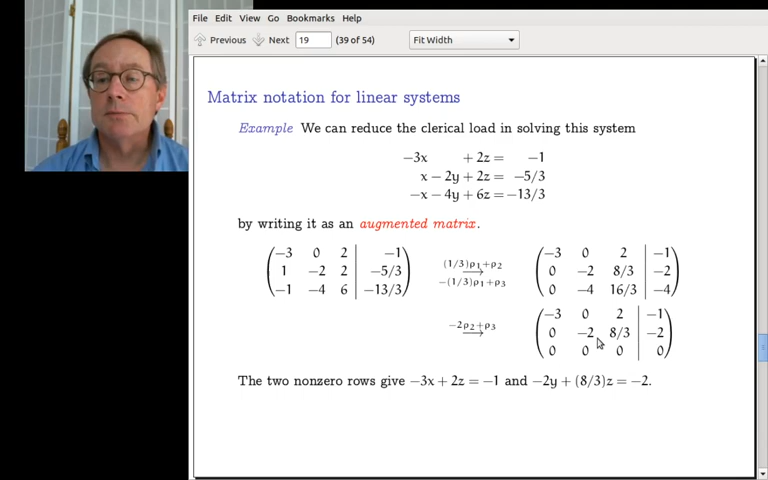 File Edit View Go Bookmarks Help
Previous Next 19 (39 of 54) Fit Width
Matrix notation for linear systems
Example We can reduce the clerical load in solving this system
−3x + 2z = −1
x − 2y + 2z = −5/3
−x − 4y + 6z = −13/3
by writing it as an augmented matrix.
(−3 0 2 | −1)
(1 −2 2 | −5/3)
(−1 −4 6 | −13/3)
(1/3)ρ₁+ρ₂
⟶
−(1/3)ρ₁+ρ₃
(−3 0 2 | −1)
(0 −2 8/3 | −2)
(0 −4 16/3 | −4)
−2ρ₂+ρ₃
⟶
(−3 0 2 | −1)
(0 −2 8/3 | −2)
(0 0 0 | 0)
The two nonzero rows give −3x + 2z = −1 and −2y + (8/3)z = −2.